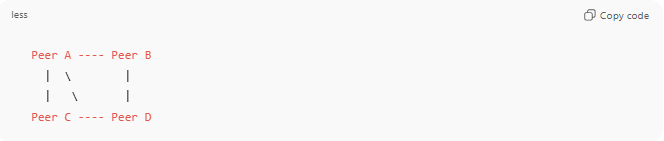 less Copy code
Peer A ---- Peer B
| \ |
| \ |
Peer C ---- Peer D